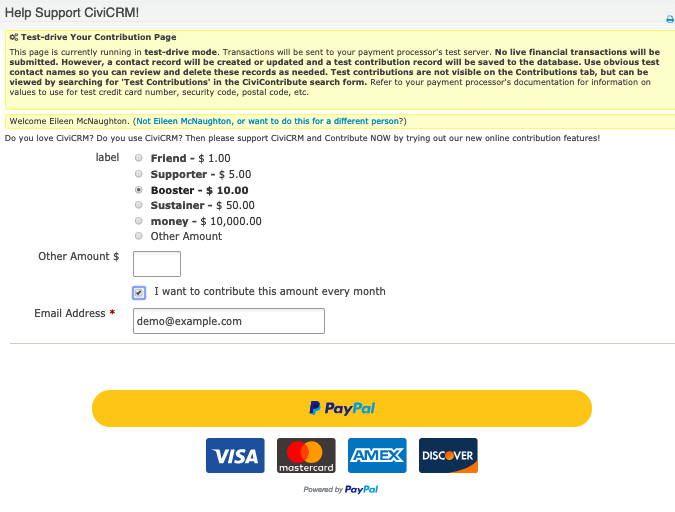 Help Support CiviCRM!
Test-drive Your Contribution Page
This page is currently running in test-drive mode. Transactions will be sent to your payment processor's test server. No live financial transactions will be
submitted. However, a contact record will be created or updated and a test contribution record will be saved to the database. Use obvious test
contact names so you can review and delete these records as needed. Test contributions are not visible on the Contributions tab, but can be
viewed by searching for 'Test Contributions' in the CiviContribute search form. Refer to your payment processor's documentation for information on
values to use for test credit card number, security code, postal code, etc.
Welcome Eileen McNaughton. (Not Eileen McNaughton, or want to do this for a different person?)
Do you love CiviCRM? Do you use CiviCRM? Then please support CiviCRM and Contribute NOW by trying out our new online contribution features!
label
Friend - $ 1.00
Supporter - $ 5.00
Booster - $ 10.00
Sustainer - $ 50.00
money - $ 10,000.00
Other Amount
Other Amount $
I want to contribute this amount every month
Email Address *
demo@example.com
PayPal
VISA mastercard AMEX DISCOVER
Powered by PayPal